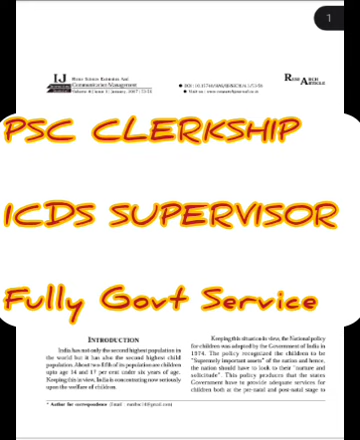 1
IJ
Home Science Extension And
Communication Management
RESEARCH
ARTICLE
PSC CLERKSHIP
ICDS SUPERVISOR
Fully Govt Service
INTRODUCTION
India has not only the second highest population in
the world but it has also the second highest child
population. About two fifth of its population are children
upto age 14 and 17 per cent under six years of age.
Keeping this in view, India is concentrating now seriously
upon the welfare of children.
Keeping this situation in view, the National policy
for children was adopted by the Government of India in
1974. The policy recognized the children to be
"Supremely important assets" of the nation and hence,
the nation should have to look to their "nurture and
solitude". This policy produces that the states
Government have to provide adequate services for
children both at the pre-natal and post-natal stage to
* Author for correspondence